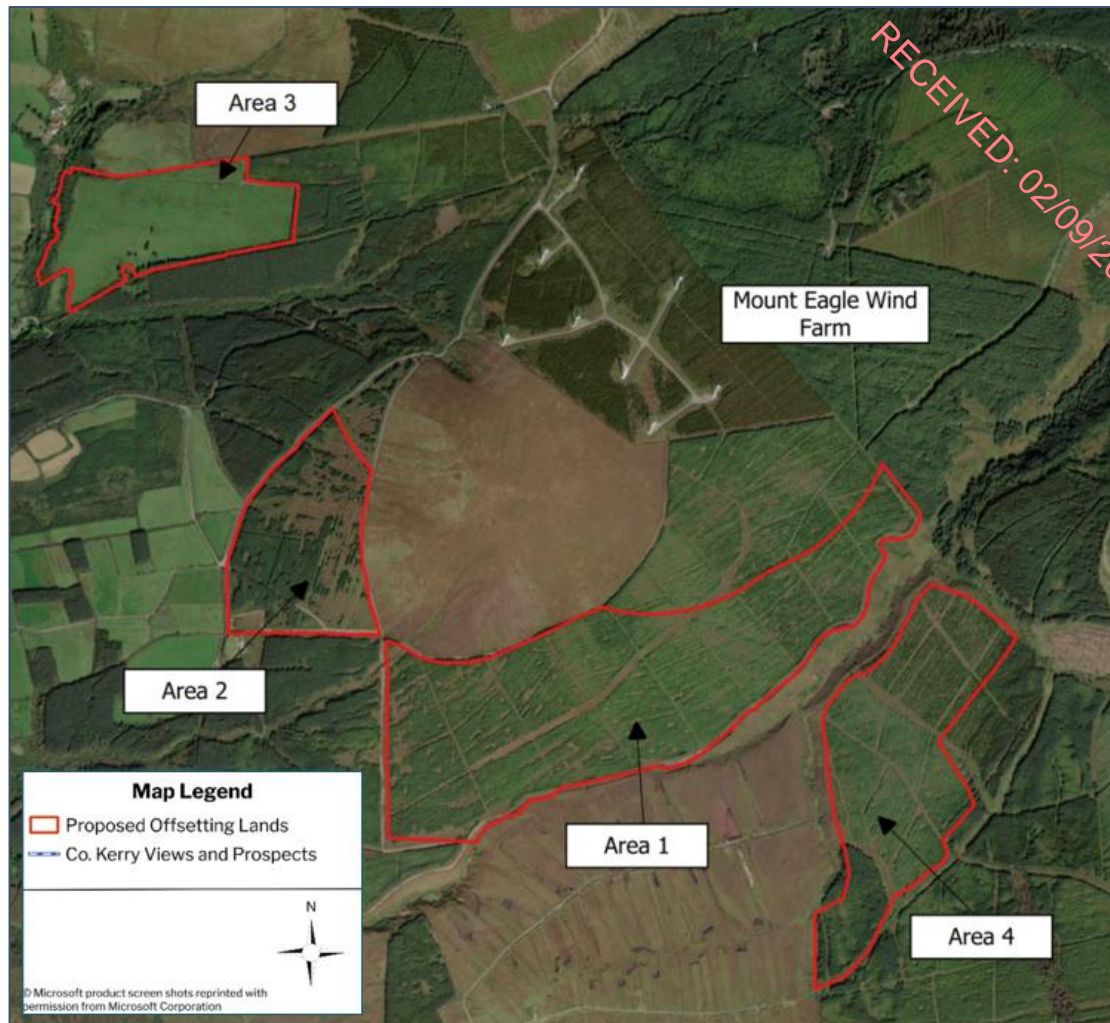 RECEIVED: 02/09/20
Area 3
Mount Eagle Wind
Farm
Area 2
Area 1
Area 4
Map Legend
Proposed Offsetting Lands
Co. Kerry Views and Prospects
N
© Microsoft product screen shots reprinted with
permission from Microsoft Corporation